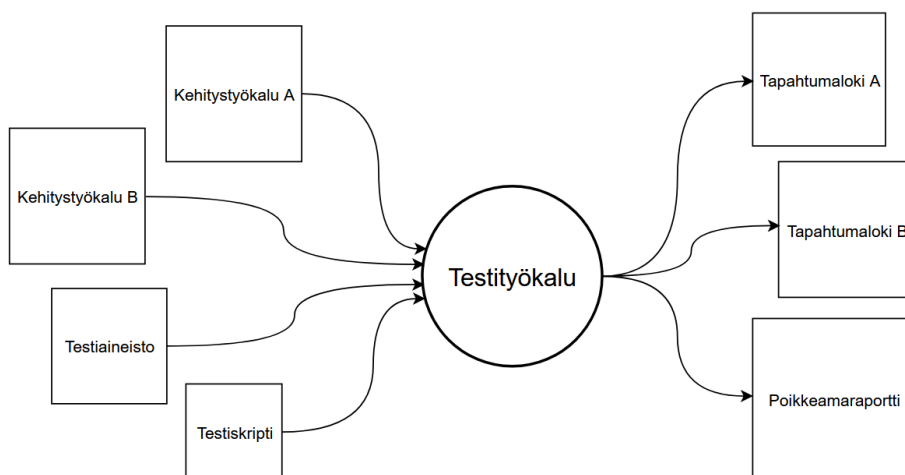 Kehitystyökalu A
Kehitystyökalu B
Testiaineisto
Testiskripti
Testityökalu
Tapahtumaloki A
Tapahtumaloki B
Poikkeamaraportti